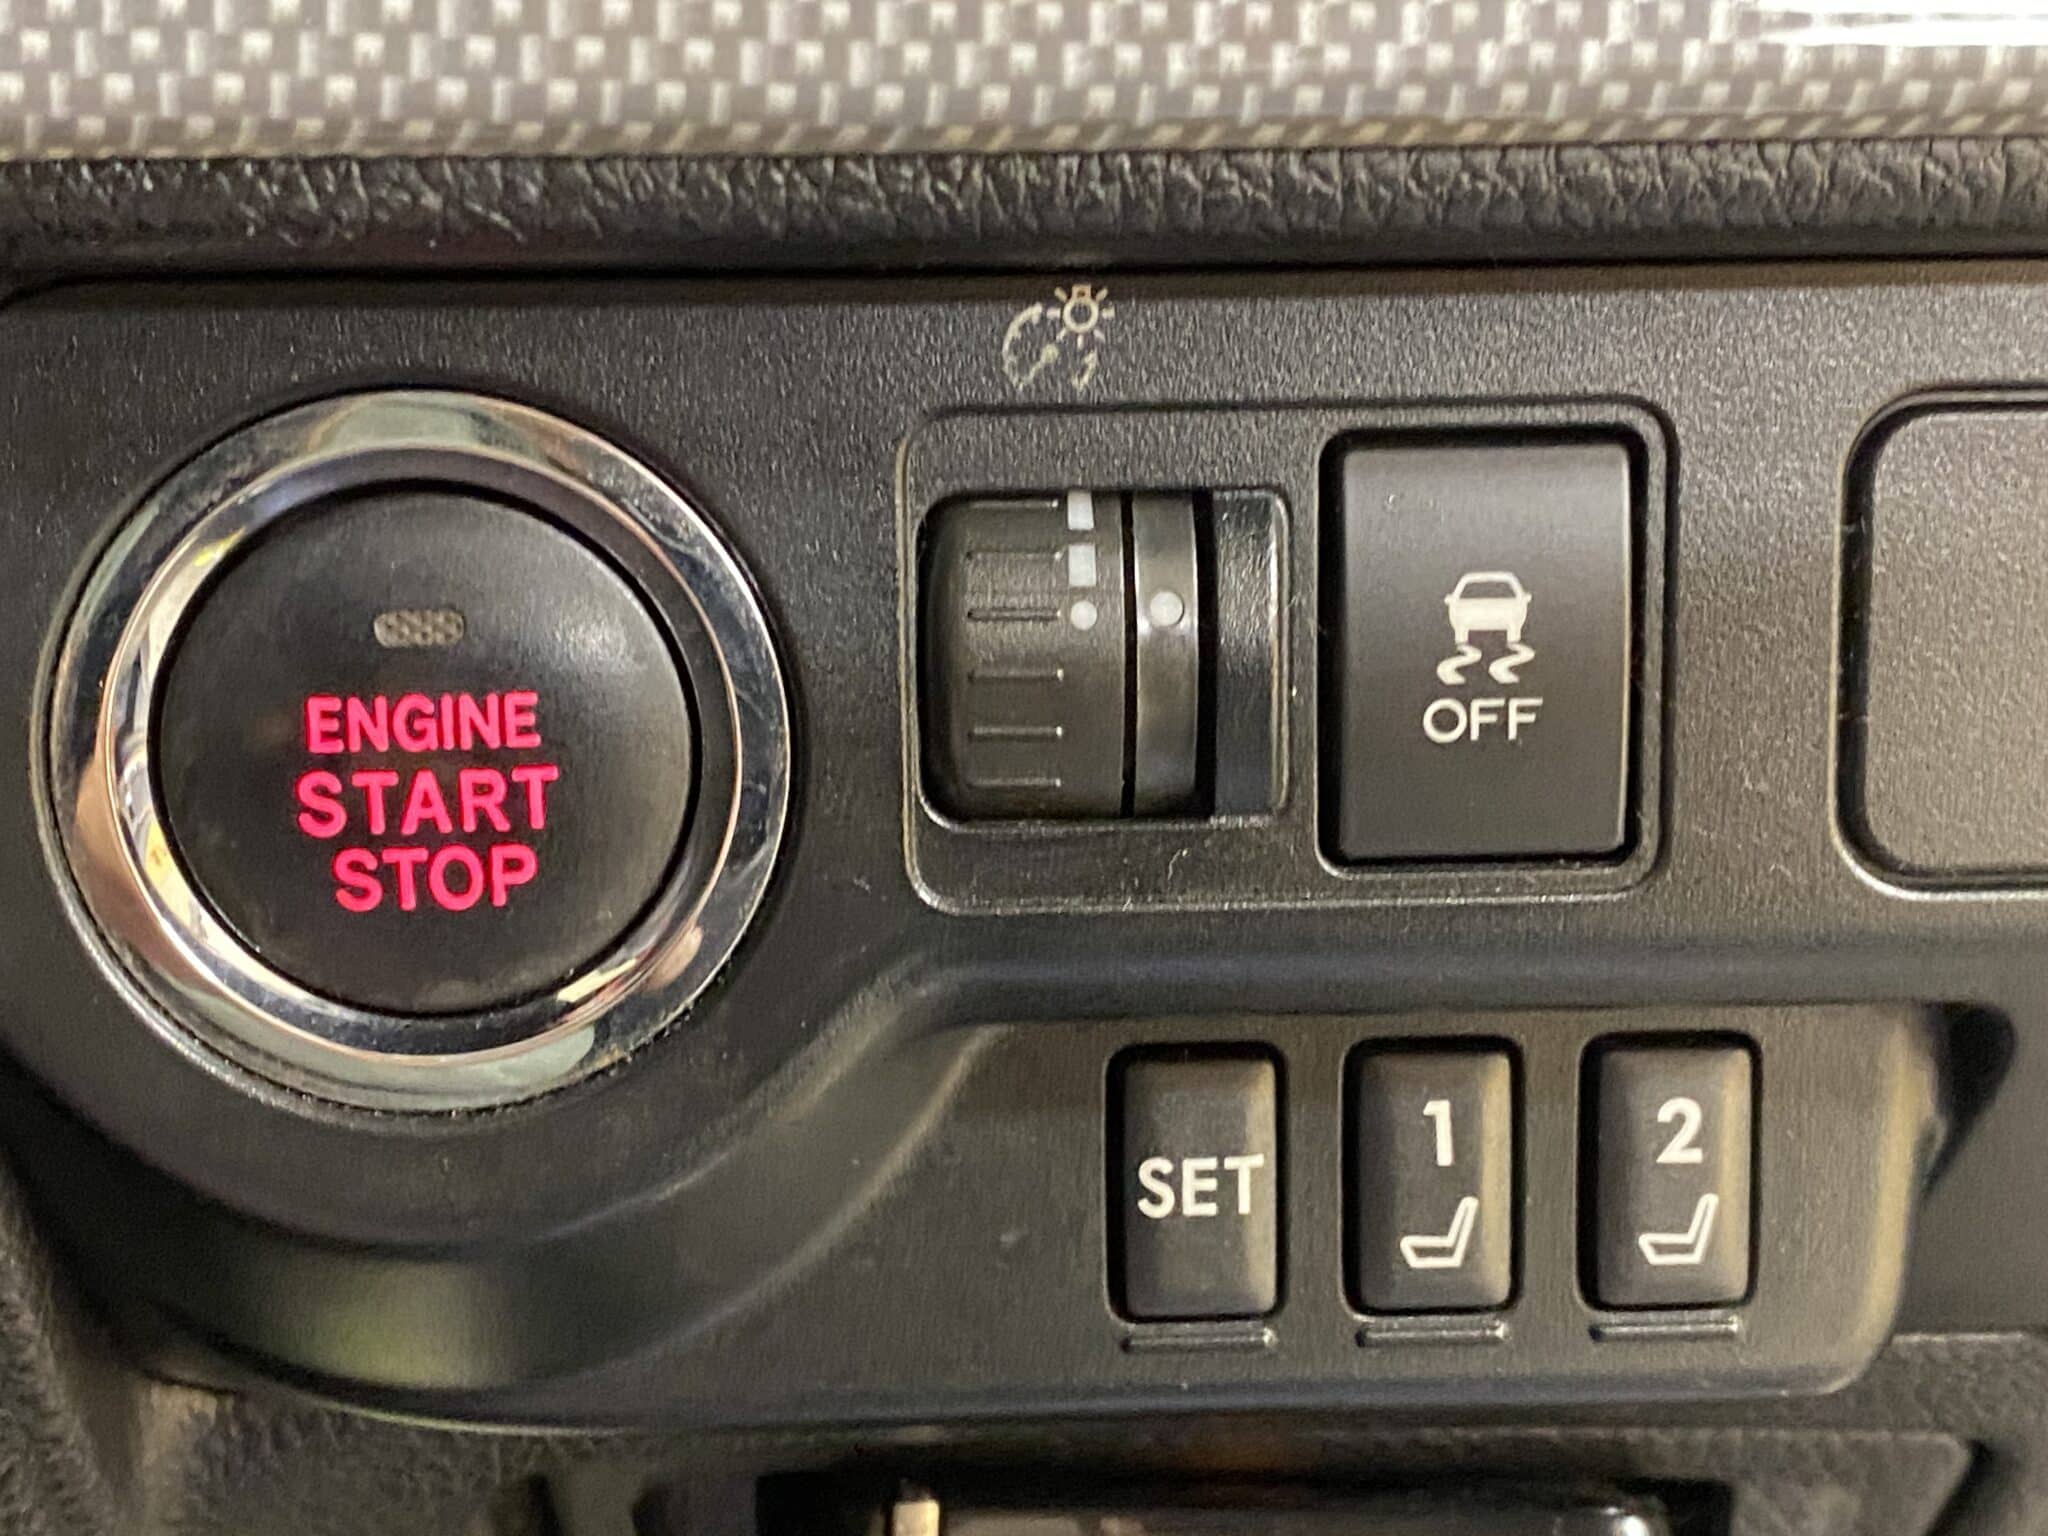 ENGINE
START
STOP
OFF
SET
1
2